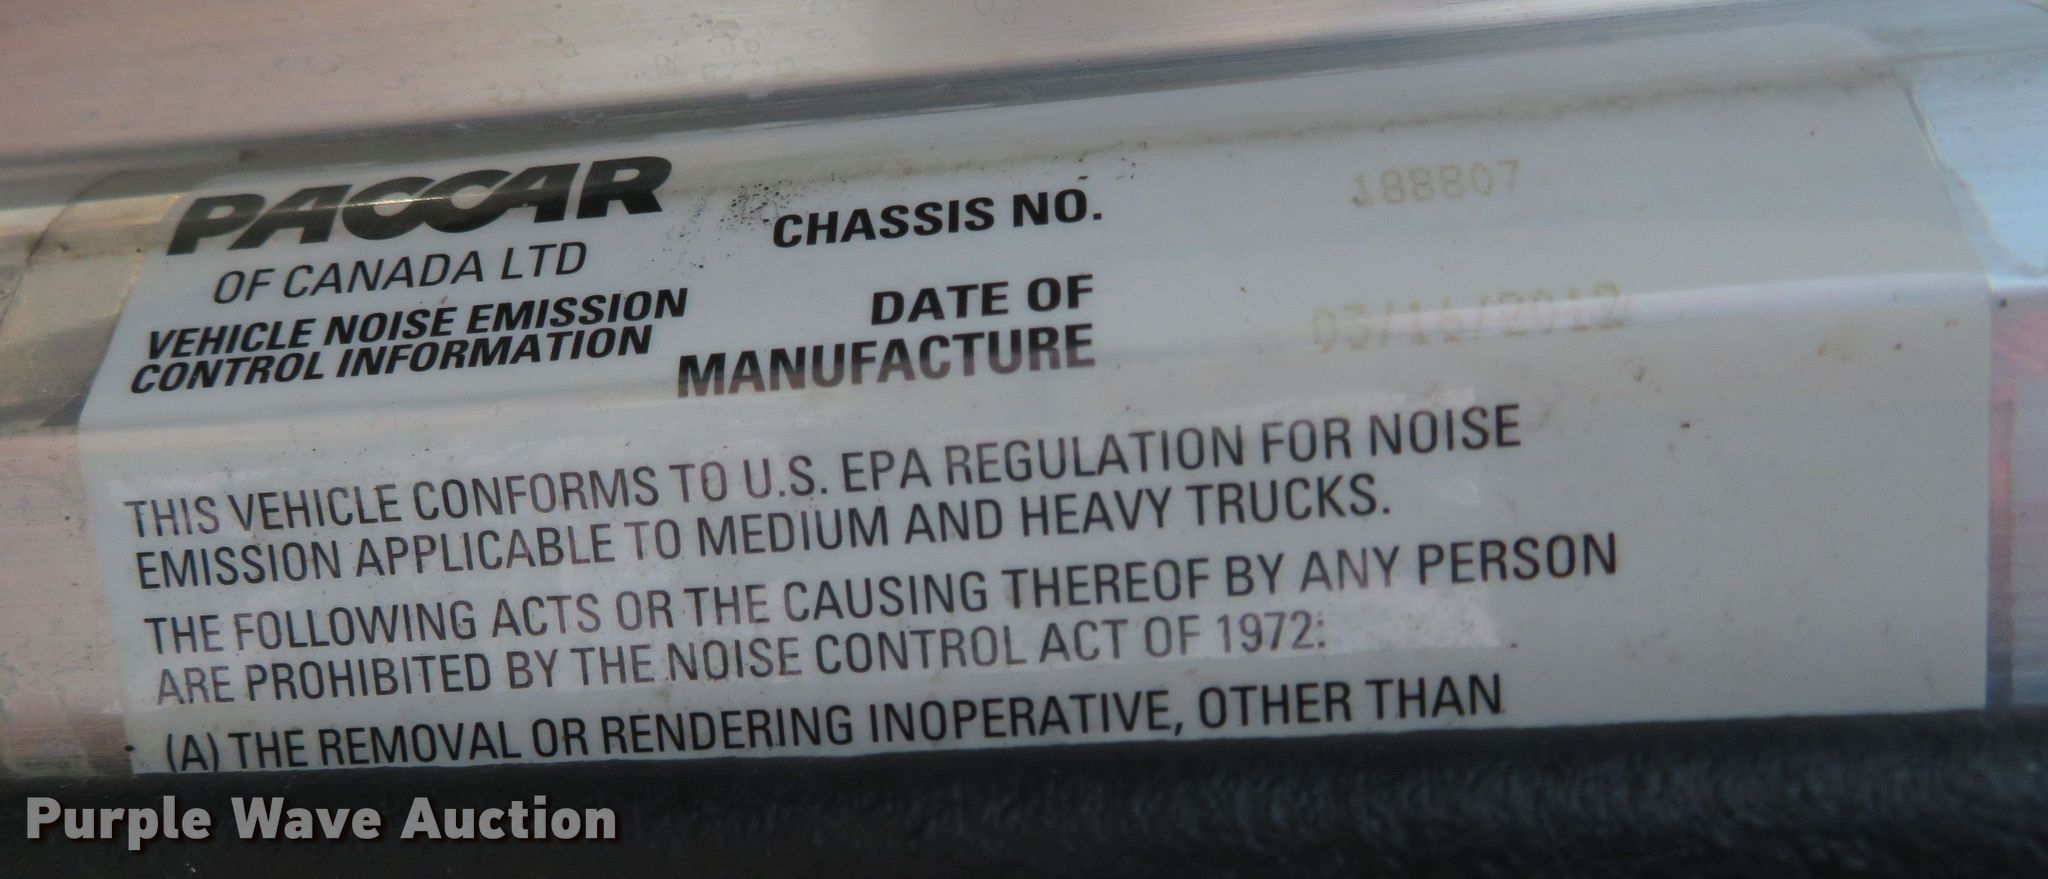 PACCAR
OF CANADA LTD
VEHICLE NOISE EMISSION
CONTROL INFORMATION
CHASSIS NO. 188807
DATE OF
MANUFACTURE
THIS VEHICLE CONFORMS TO U.S. EPA REGULATION FOR NOISE
EMISSION APPLICABLE TO MEDIUM AND HEAVY TRUCKS.
THE FOLLOWING ACTS OR THE CAUSING THEREOF BY ANY PERSON
ARE PROHIBITED BY THE NOISE CONTROL ACT OF 1972:
(A) THE REMOVAL OR RENDERING INOPERATIVE, OTHER THAN
Purple Wave Auction